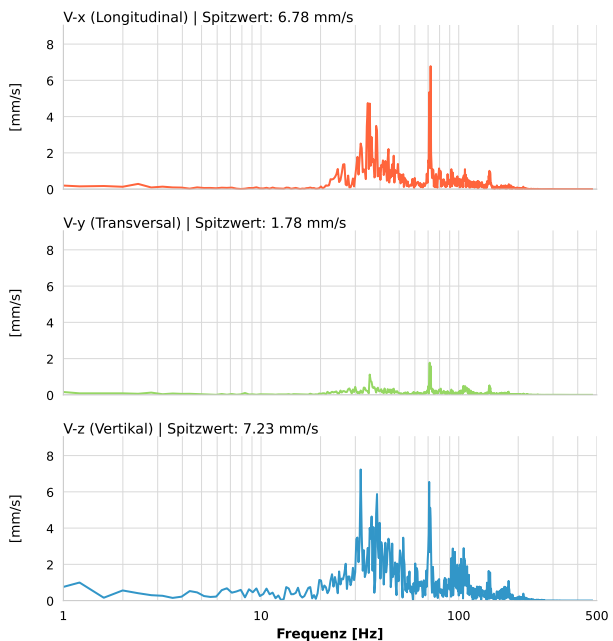 V-x (Longitudinal) | Spitzwert: 6.78 mm/s
8
6
4
2
0
[mm/s]
V-y (Transversal) | Spitzwert: 1.78 mm/s
8
6
4
2
0
[mm/s]
V-z (Vertikal) | Spitzwert: 7.23 mm/s
8
6
4
2
0
[mm/s]
1 10 100 500
Frequenz [Hz]